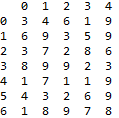 0 1 2 3 4
0 3 4 6 1 9
1 6 9 3 5 9
2 3 7 2 8 6
3 8 9 9 2 3
4 1 7 1 1 9
5 4 3 2 6 9
6 1 8 9 7 8